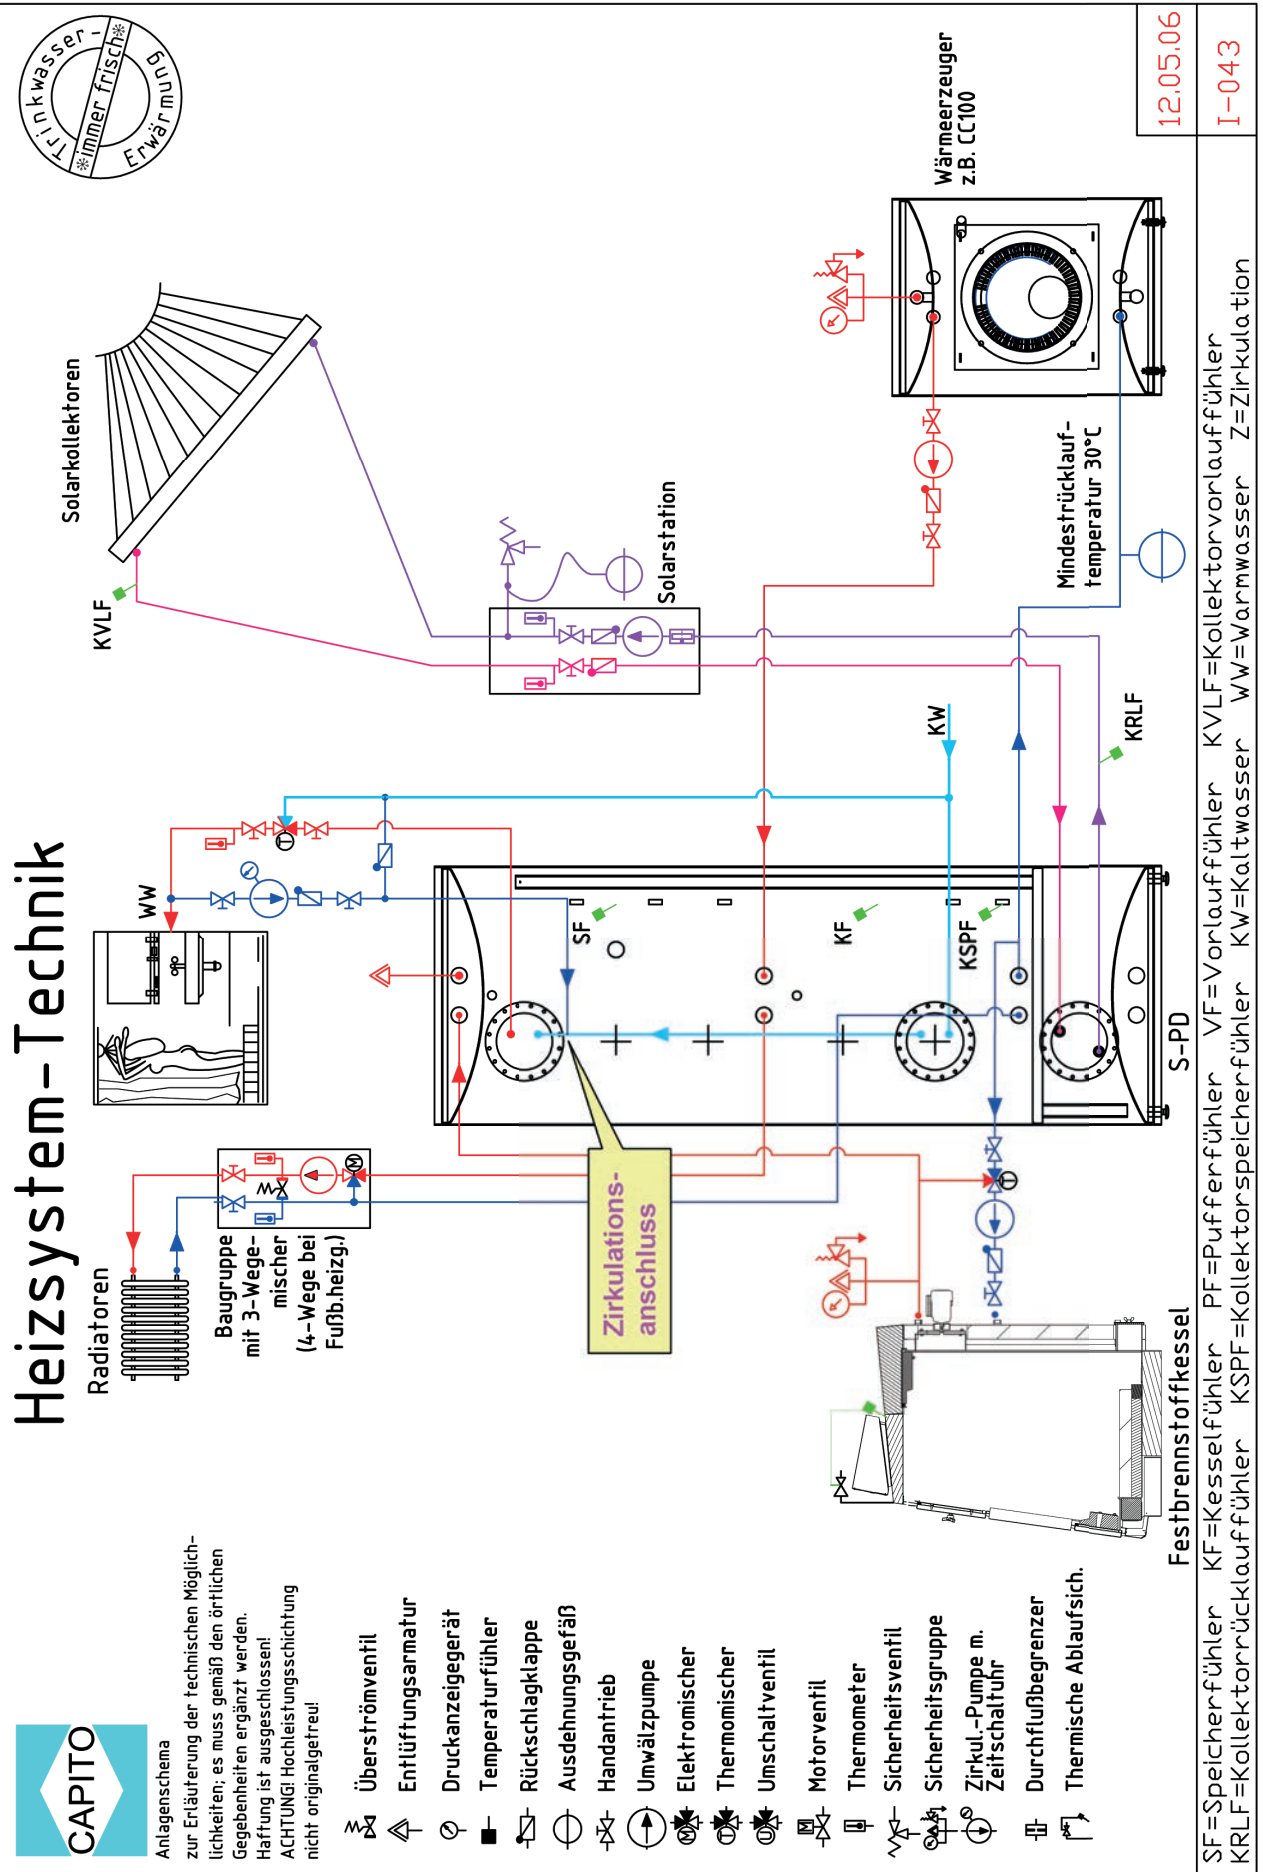 CAPITO
Anlagenschema
zur Erläuterung der technischen Möglich-
lichkeiten; es muss gemäß den örtlichen
Gegebenheiten ergänzt werden.
Haftung ist ausgeschlossen!
ACHTUNG! Hochleistungsschichtung
nicht originalgetreu!
Heizsystem-Technik
Trinkwasser-
*immer frisch*
Erwärmung
Überströmventil
Entlüftungsarmatur
Druckanzeigegerät
Temperaturfühler
Rückschlagklappe
Ausdehnungsgefäß
Handantrieb
Umwälzpumpe
M
Elektromischer
T
Thermomischer
U
Umschaltventil
M
Motorventil
Thermometer
Sicherheitsventil
Sicherheitsgruppe
Zirkul.-Pumpe m.
Zeitschaltuhr
Durchflußbegrenzer
Thermische Ablaufsich.
Radiatoren
Baugruppe
mit 3-Wege-
mischer
(4-Wege bei
Fußb.heizg.)
M
WW
T
KVLF
Solarkollektoren
Solarstation
Zirkulations-
anschluss
SF
KF
KSPF
KW
KRLF
S-PD
T
Festbrennstoffkessel
Wärmeerzeuger
z.B. CC100
Mindestrücklauf-
temperatur 30°C
12.05.06
I-043
SF=Speicherfühler KF=Kesselfühler PF=Pufferfühler VF=Vorlauffühler KVLF=Kollektorvorlauffühler
KRLF=Kollektorrücklauffühler KSPF=Kollektorspeicherfühler KW=Kaltwasser WW=Warmwasser Z=Zirkulation